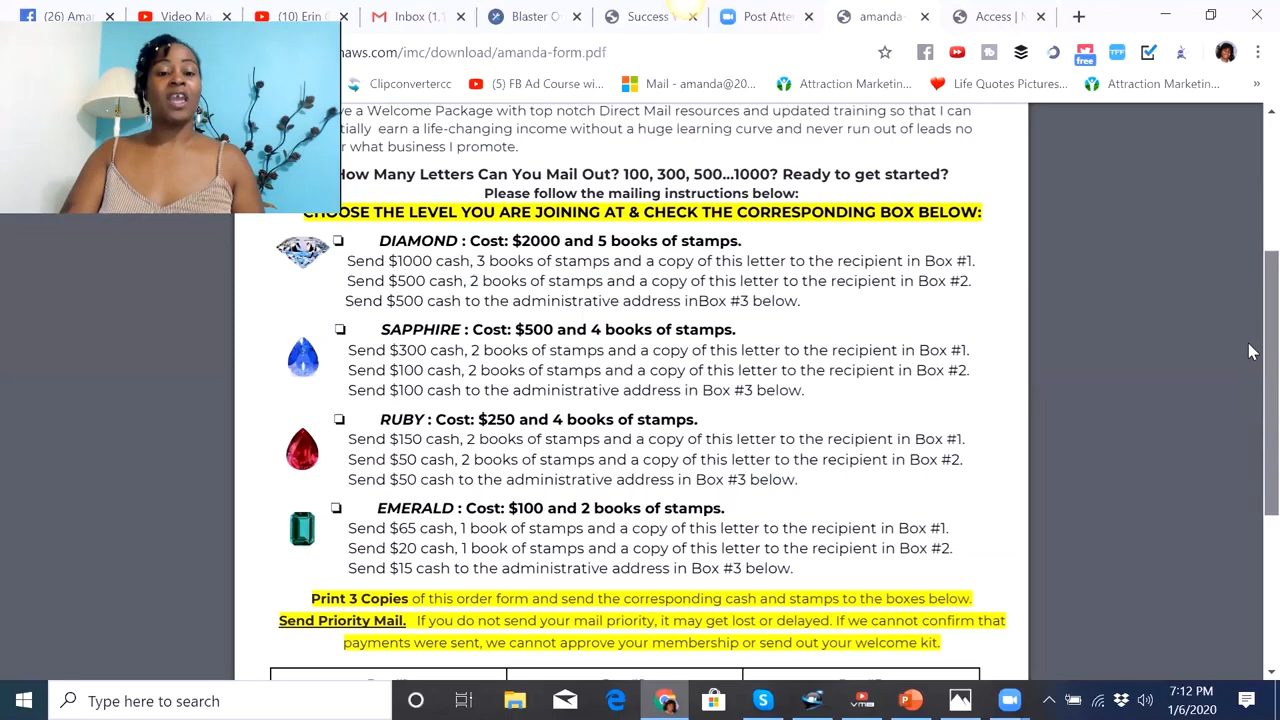 (26) Amar
Video Ma
(10) Erin C
Inbox (1.1
Blaster O
Success
Post Atte
amanda-
Access | N
naws.com/imc/download/amanda-form.pdf
free
TFF
Clipconvertercc
(5) FB Ad Course wi...
Mail - amanda@20...
Attraction Marketin...
Life Quotes Pictures...
Attraction Marketin...
ve a Welcome Package with top notch Direct Mail resources and updated training so that I can
tially earn a life-changing income without a huge learning curve and never run out of leads no
r what business I promote.
How Many Letters Can You Mail Out? 100, 300, 500...1000? Ready to get started?
Please follow the mailing instructions below:
CHOOSE THE LEVEL YOU ARE JOINING AT & CHECK THE CORRESPONDING BOX BELOW:
DIAMOND : Cost: $2000 and 5 books of stamps.
Send $1000 cash, 3 books of stamps and a copy of this letter to the recipient in Box #1.
Send $500 cash, 2 books of stamps and a copy of this letter to the recipient in Box #2.
Send $500 cash to the administrative address inBox #3 below.
SAPPHIRE : Cost: $500 and 4 books of stamps.
Send $300 cash, 2 books of stamps and a copy of this letter to the recipient in Box #1.
Send $100 cash, 2 books of stamps and a copy of this letter to the recipient in Box #2.
Send $100 cash to the administrative address in Box #3 below.
RUBY : Cost: $250 and 4 books of stamps.
Send $150 cash, 2 books of stamps and a copy of this letter to the recipient in Box #1.
Send $50 cash, 2 books of stamps and a copy of this letter to the recipient in Box #2.
Send $50 cash to the administrative address in Box #3 below.
EMERALD : Cost: $100 and 2 books of stamps.
Send $65 cash, 1 book of stamps and a copy of this letter to the recipient in Box #1.
Send $20 cash, 1 book of stamps and a copy of this letter to the recipient in Box #2.
Send $15 cash to the administrative address in Box #3 below.
Print 3 Copies of this order form and send the corresponding cash and stamps to the boxes below.
Send Priority Mail. If you do not send your mail priority, it may get lost or delayed. If we cannot confirm that
payments were sent, we cannot approve your membership or send out your welcome kit.
Type here to search
VMB
7:12 PM
1/6/2020